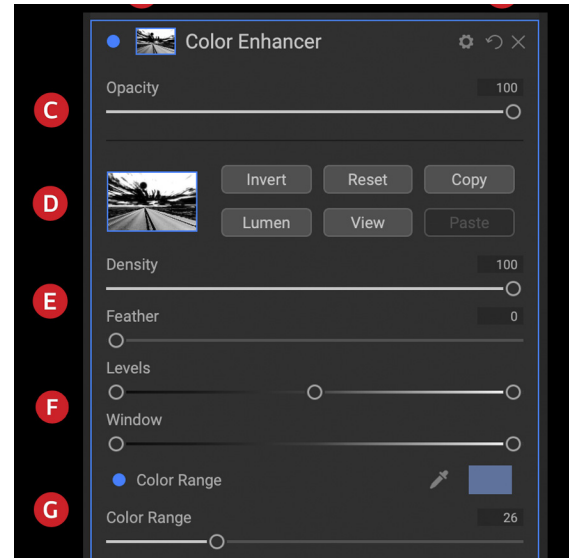 Color Enhancer
Opacity 100
C
Invert Reset Copy
D
Lumen View Paste
Density 100
E
Feather 0
Levels
F
Window
Color Range
G
Color Range 26